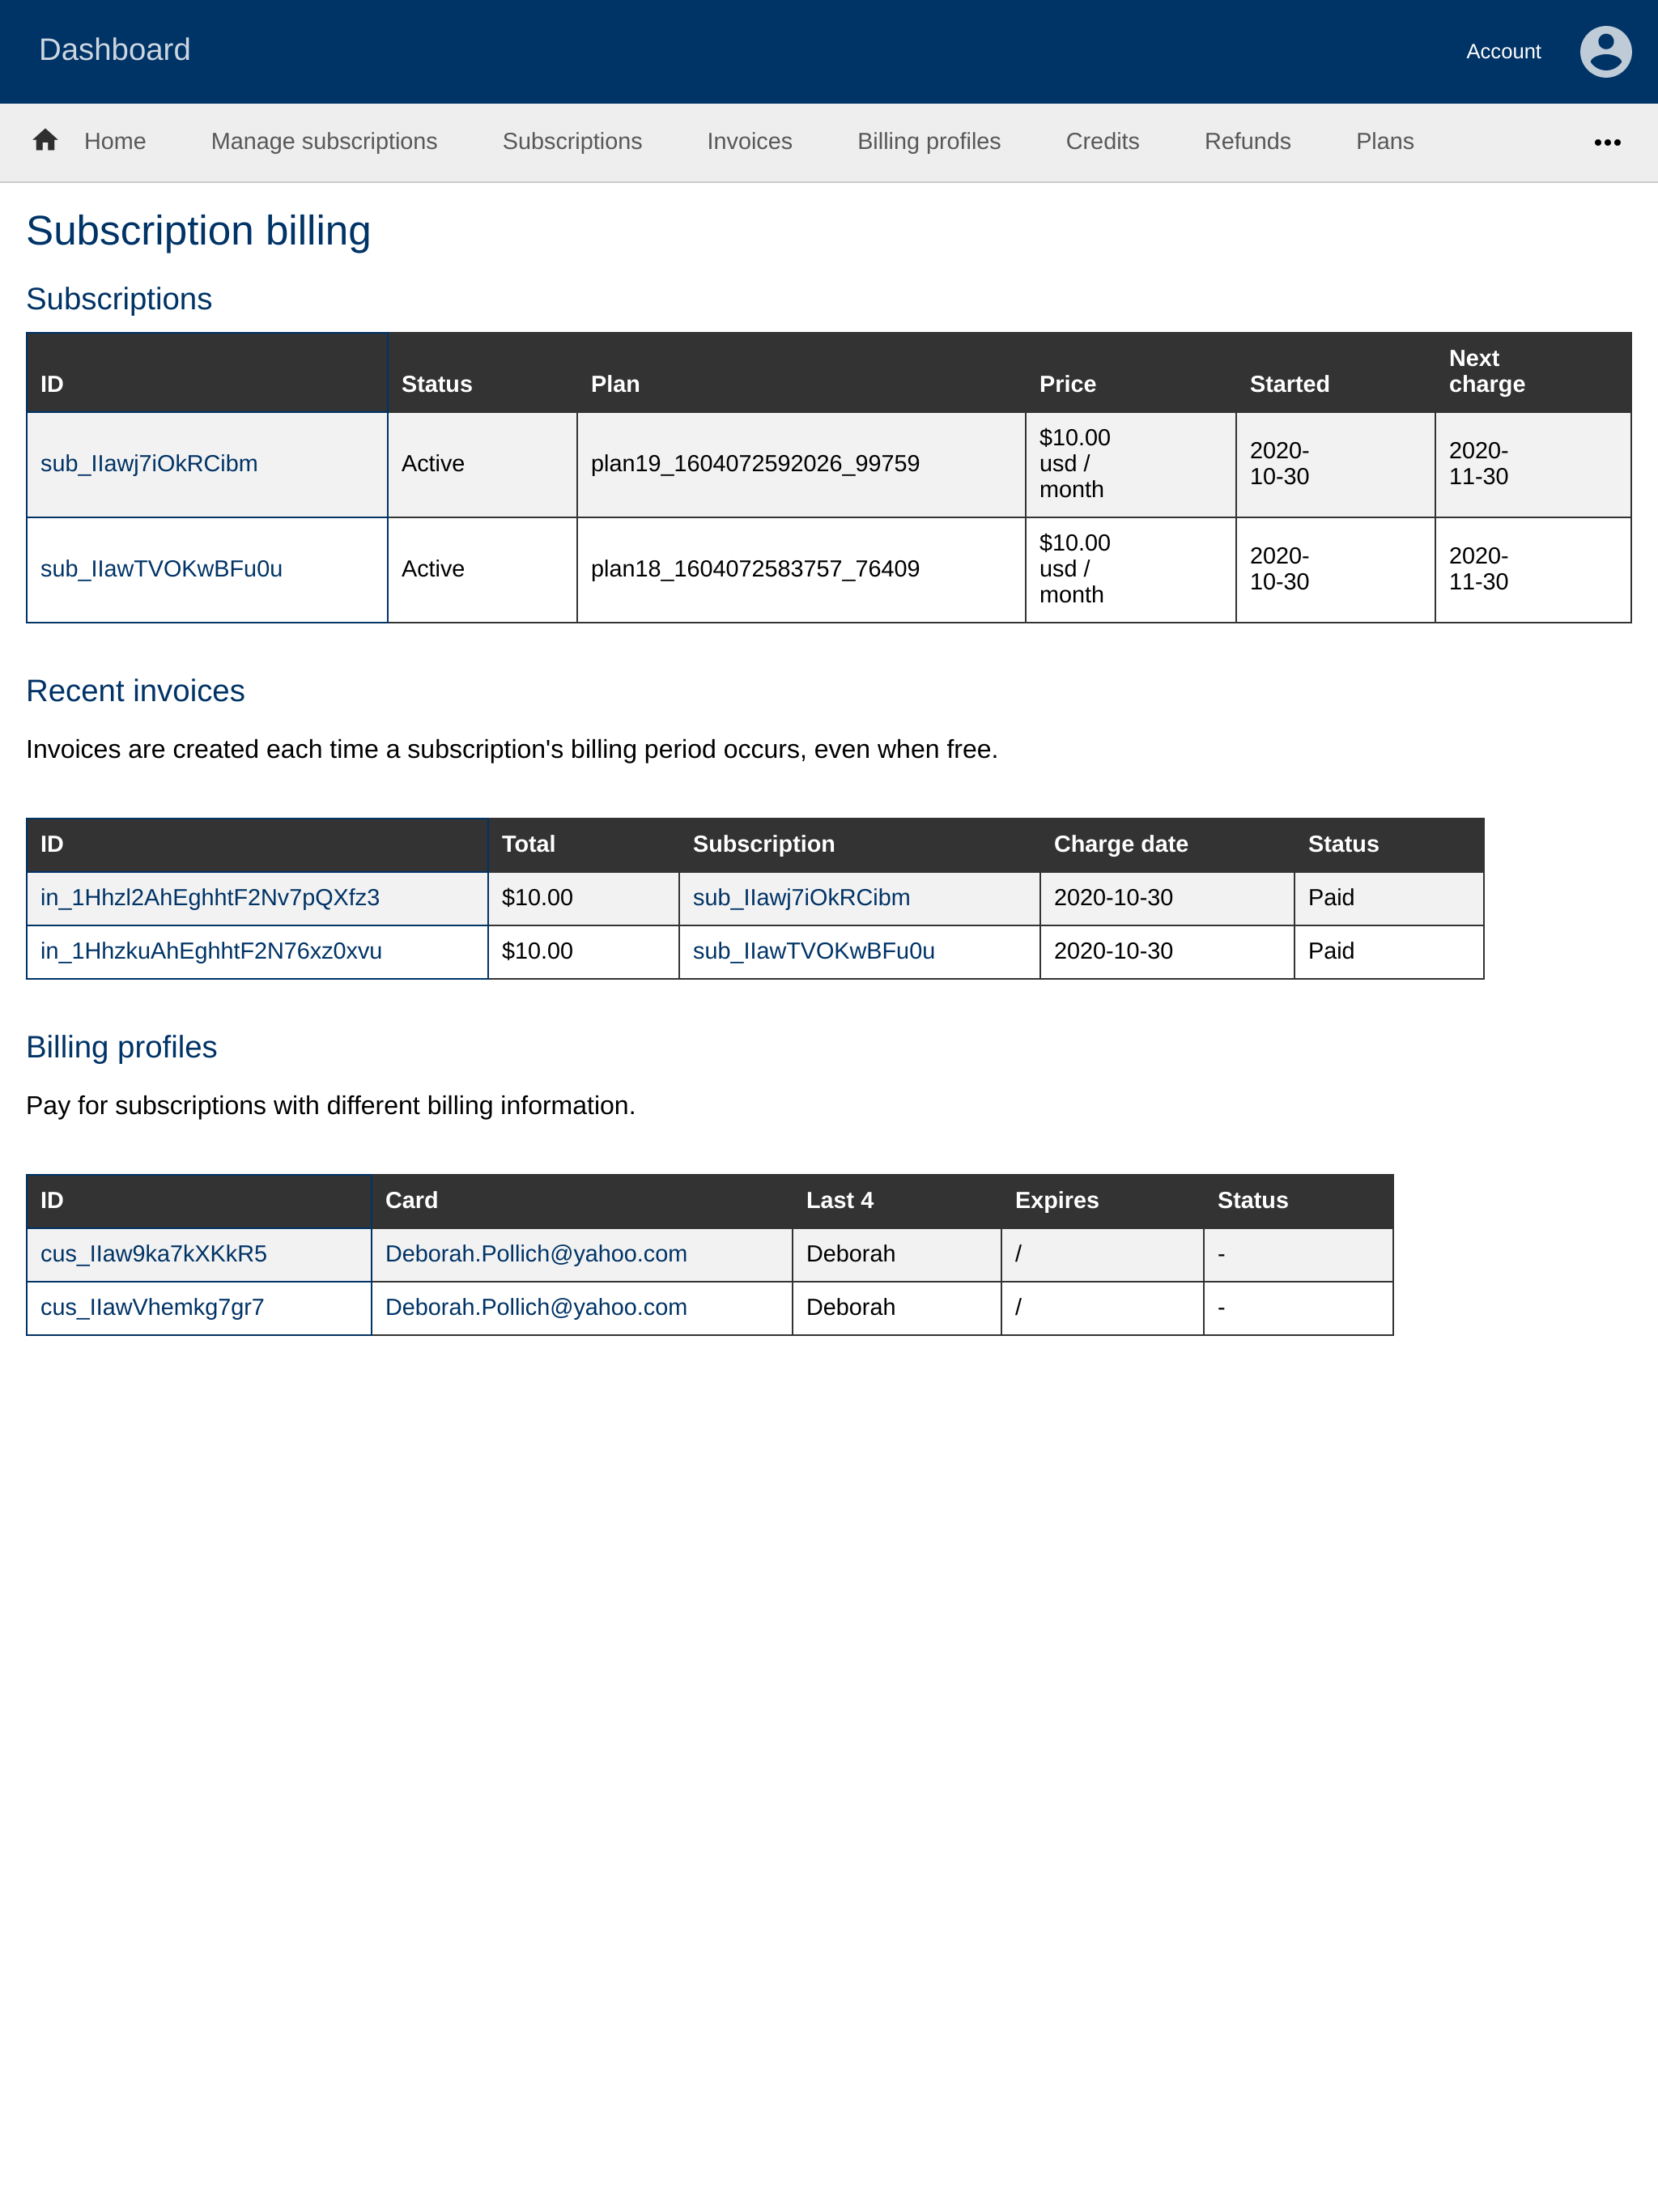 Dashboard
Account
Home Manage subscriptions Subscriptions Invoices Billing profiles Credits Refunds Plans
Subscription billing
Subscriptions
ID Status Plan Price Started Next charge
sub_IIawj7iOkRCibm Active plan19_1604072592026_99759 $10.00 usd / month 2020-10-30 2020-11-30
sub_IIawTVOKwBFu0u Active plan18_1604072583757_76409 $10.00 usd / month 2020-10-30 2020-11-30
Recent invoices
Invoices are created each time a subscription's billing period occurs, even when free.
ID Total Subscription Charge date Status
in_1Hhzl2AhEghhtF2Nv7pQXfz3 $10.00 sub_IIawj7iOkRCibm 2020-10-30 Paid
in_1HhzkuAhEghhtF2N76xz0xvu $10.00 sub_IIawTVOKwBFu0u 2020-10-30 Paid
Billing profiles
Pay for subscriptions with different billing information.
ID Card Last 4 Expires Status
cus_IIaw9ka7kXKkR5 Deborah.Pollich@yahoo.com Deborah / -
cus_IIawVhemkg7gr7 Deborah.Pollich@yahoo.com Deborah / -